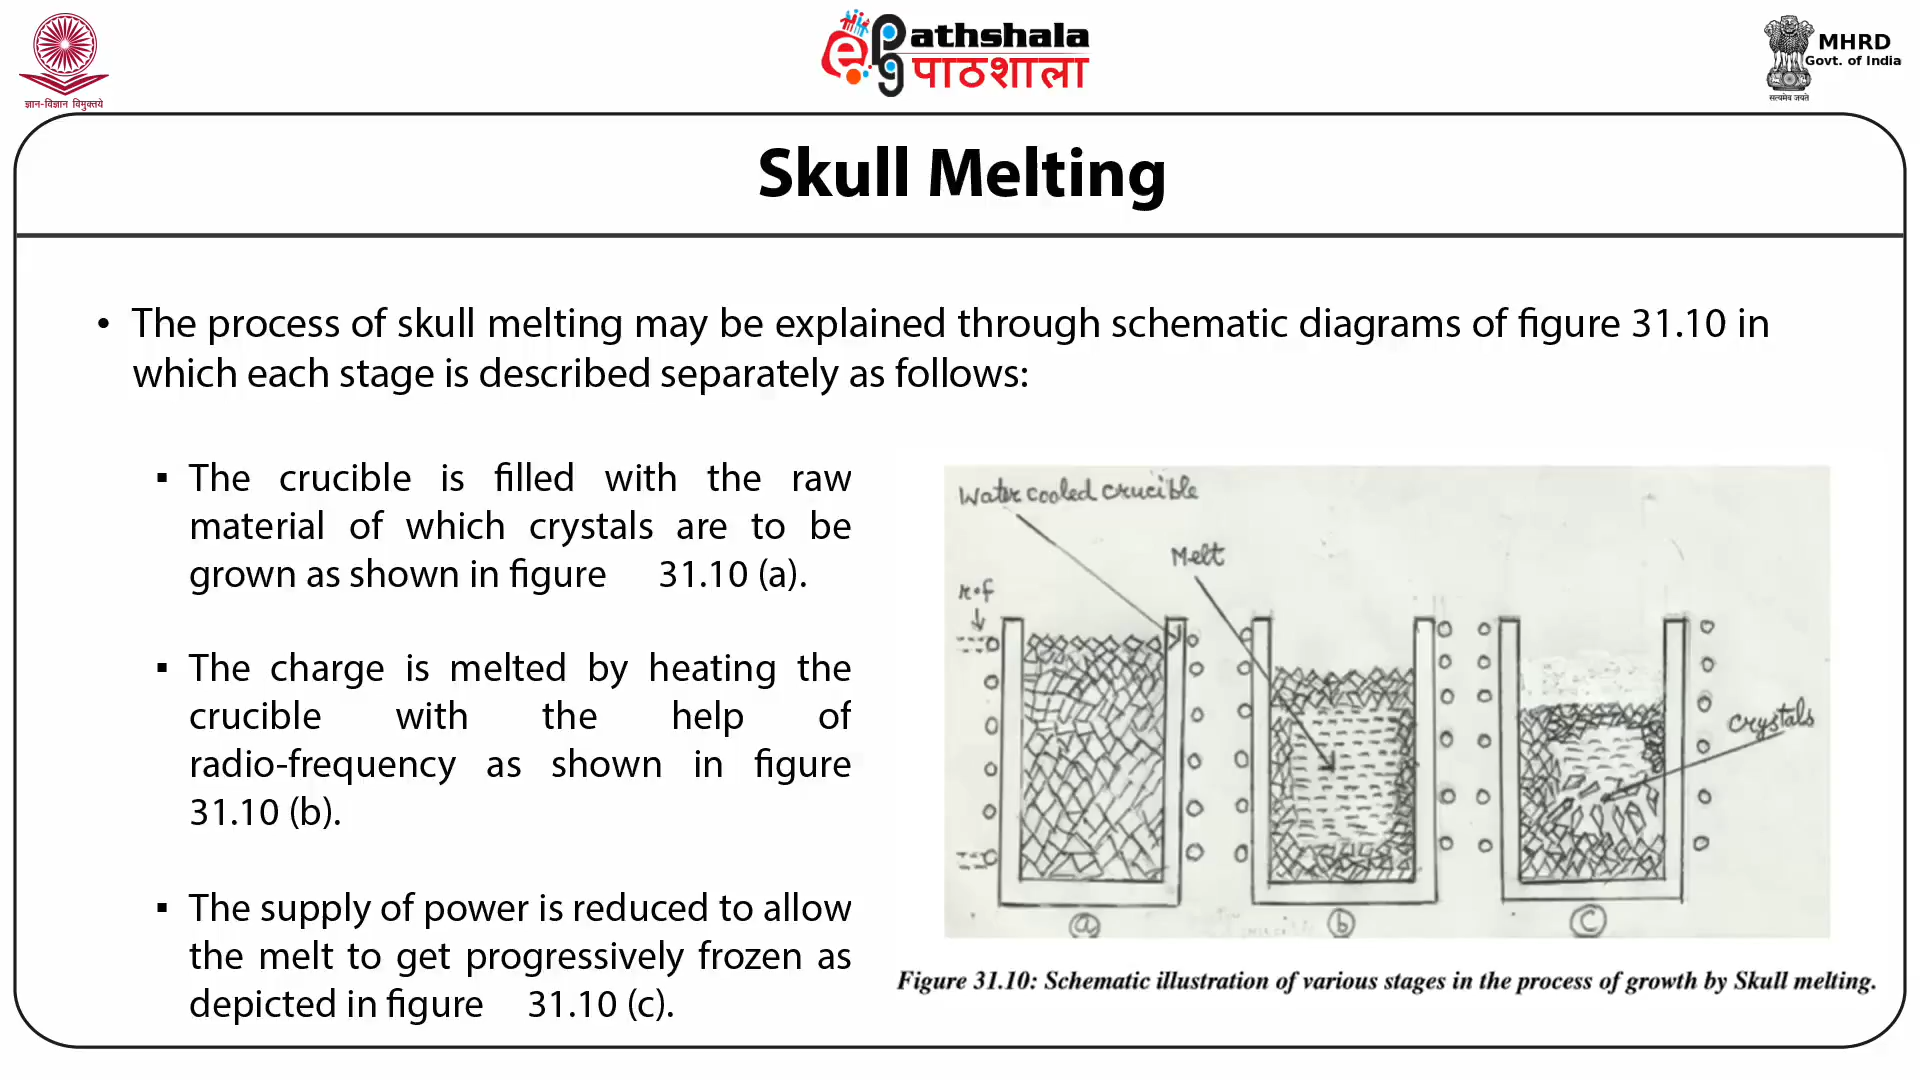 ज्ञान-विज्ञान विमुक्तये
ePathshala
पाठशाला
MHRD
Govt. of India
सत्यमेव जयते
Skull Melting
• The process of skull melting may be explained through schematic diagrams of figure 31.10 in
which each stage is described separately as follows:
▪ The crucible is filled with the raw
material of which crystals are to be
grown as shown in figure 31.10 (a).
▪ The charge is melted by heating the
crucible with the help of
radio-frequency as shown in figure
31.10 (b).
▪ The supply of power is reduced to allow
the melt to get progressively frozen as
depicted in figure 31.10 (c).
Water cooled crucible
Melt
r.f
crystals
a
b
c
Figure 31.10: Schematic illustration of various stages in the process of growth by Skull melting.